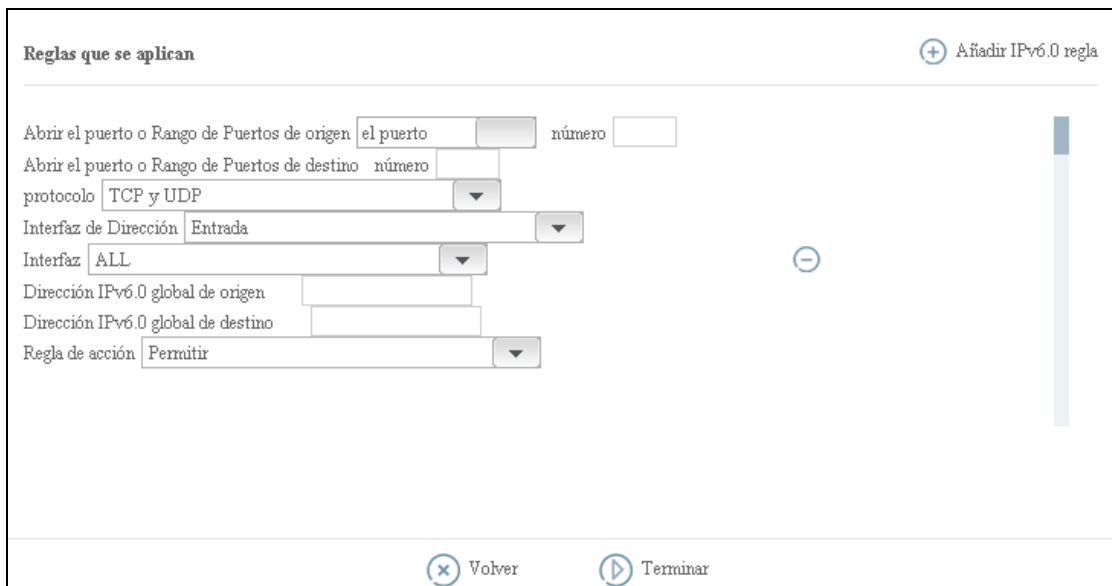 Reglas que se aplican
Añadir IPv6.0 regla
Abrir el puerto o Rango de Puertos de origen el puerto número
Abrir el puerto o Rango de Puertos de destino número
protocolo TCP y UDP
Interfaz de Dirección Entrada
Interfaz ALL
Dirección IPv6.0 global de origen
Dirección IPv6.0 global de destino
Regla de acción Permitir
Volver
Terminar